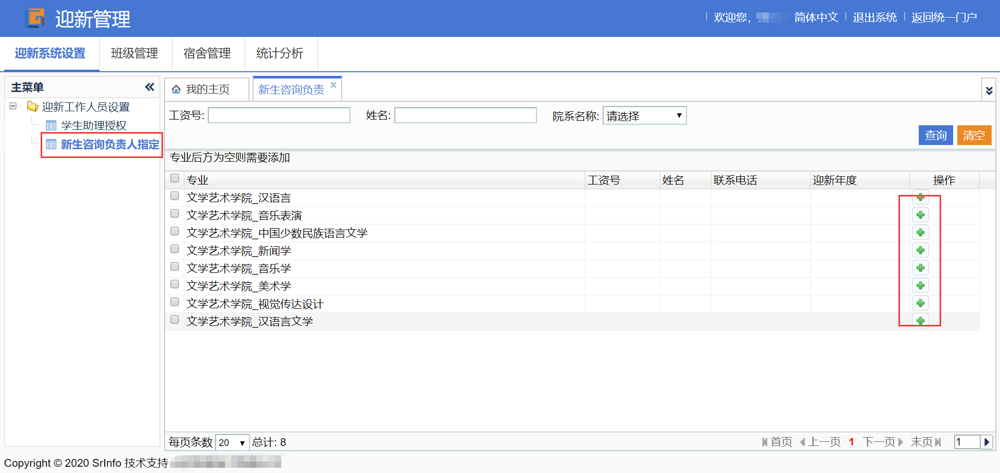 迎新管理
欢迎您, 简体中文 退出系统 返回统一门户
迎新系统设置 班级管理 宿舍管理 统计分析
主菜单
迎新工作人员设置
学生助理授权
新生咨询负责人指定
我的主页 新生咨询负责
工资号: 姓名: 院系名称: 请选择
查询 清空
专业后方为空则需要添加
专业 工资号 姓名 联系电话 迎新年度 操作
文学艺术学院_汉语言
文学艺术学院_音乐表演
文学艺术学院_中国少数民族语言文学
文学艺术学院_新闻学
文学艺术学院_音乐学
文学艺术学院_美术学
文学艺术学院_视觉传达设计
文学艺术学院_汉语言文学
每页条数 20 总计: 8 首页 上一页 1 下一页 末页 1
Copyright © 2020 SrInfo 技术支持